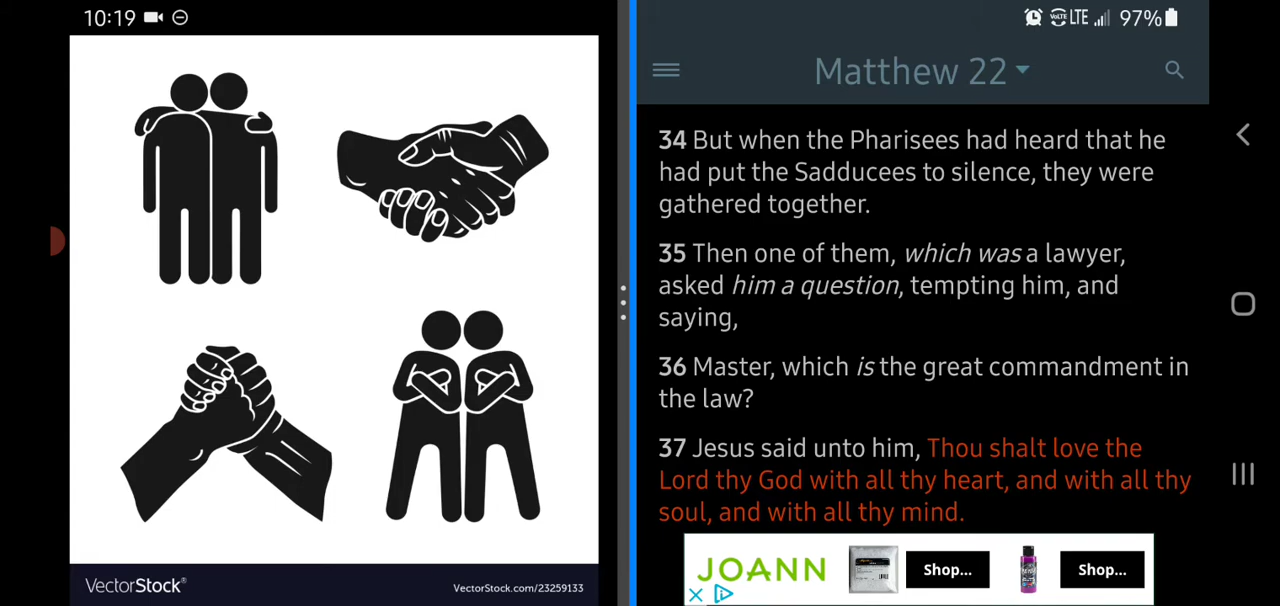 10:19
VectorStock®
VectorStock.com/23259133
VoLTE LTE 97%
Matthew 22
34 But when the Pharisees had heard that he
had put the Sadducees to silence, they were
gathered together.
35 Then one of them, which was a lawyer,
asked him a question, tempting him, and
saying,
36 Master, which is the great commandment in
the law?
37 Jesus said unto him, Thou shalt love the
Lord thy God with all thy heart, and with all thy
soul, and with all thy mind.
JOANN Shop... Shop...